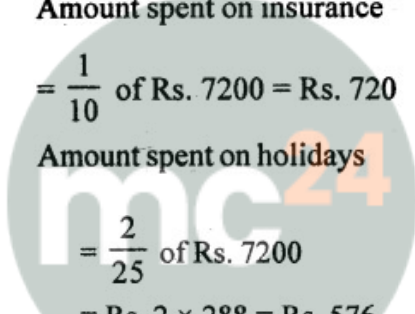 Amount spent on insurance
= 1/10 of Rs. 7200 = Rs. 720
Amount spent on holidays
= 2/25 of Rs. 7200
= Rs. 2 × 288 = Rs. 576
mc24